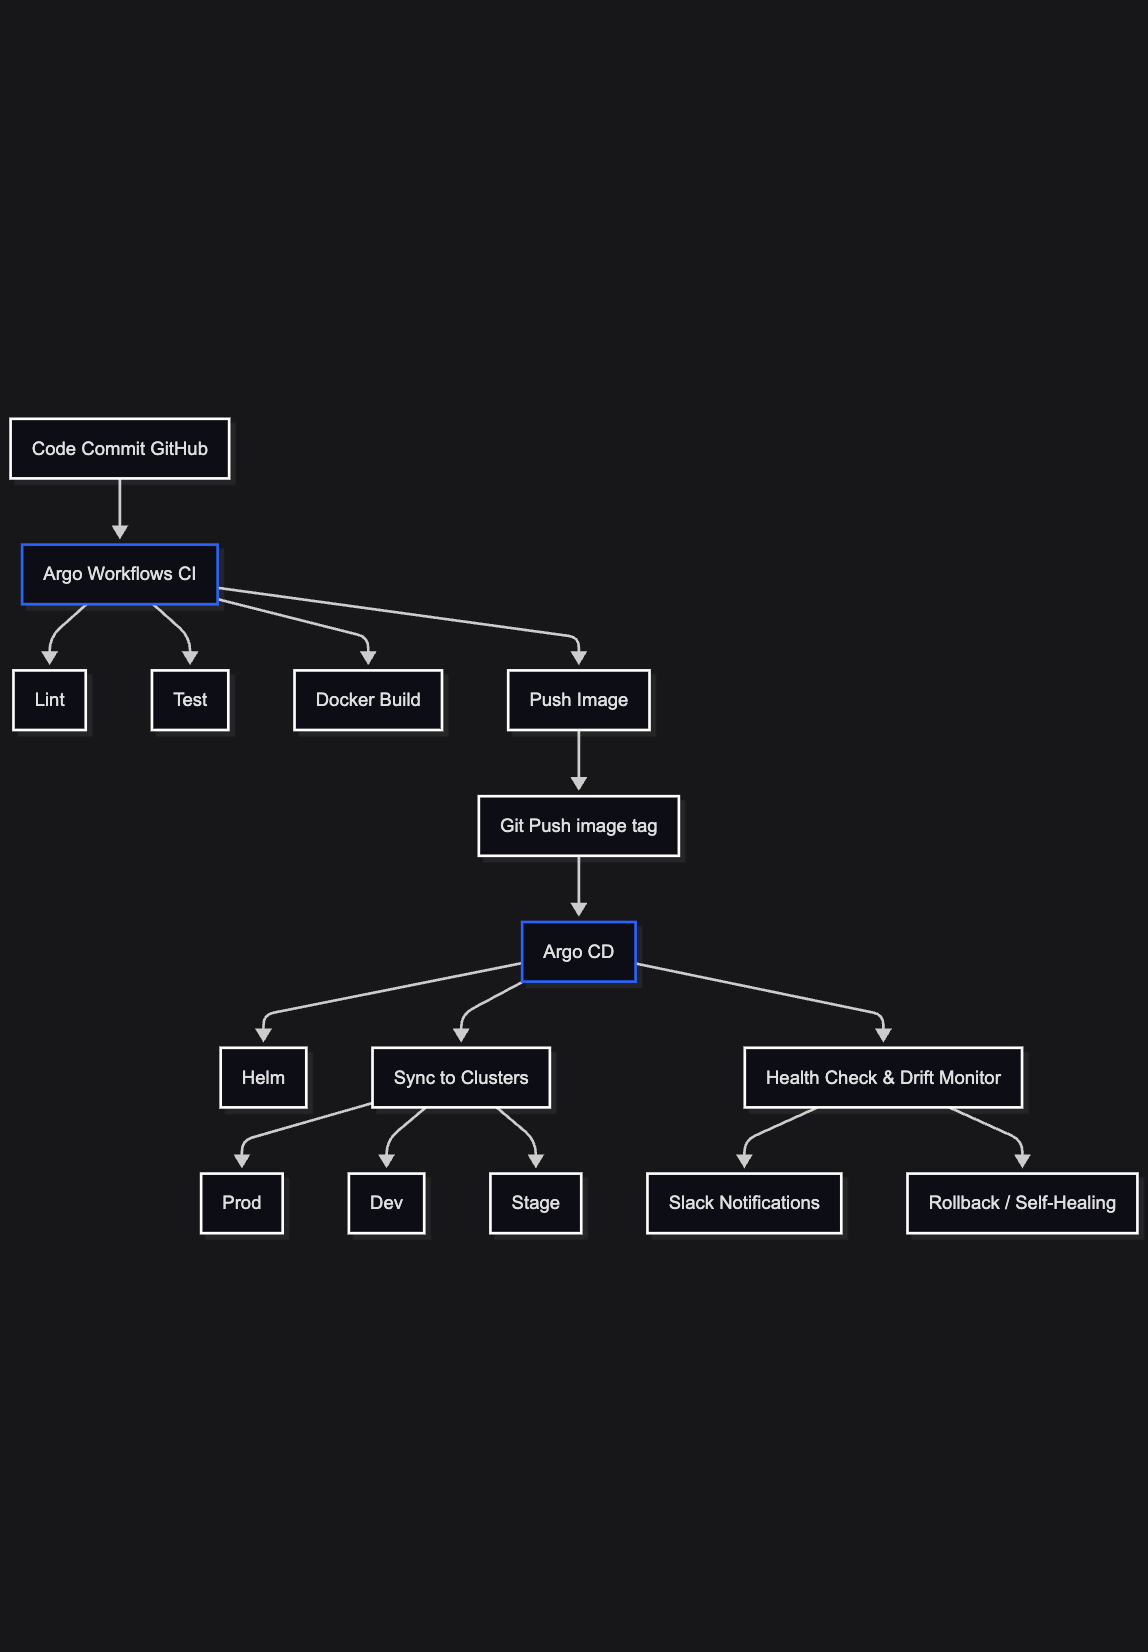 Code Commit GitHub
Argo Workflows CI
Lint
Test
Docker Build
Push Image
Git Push image tag
Argo CD
Helm
Sync to Clusters
Health Check & Drift Monitor
Prod
Dev
Stage
Slack Notifications
Rollback / Self-Healing